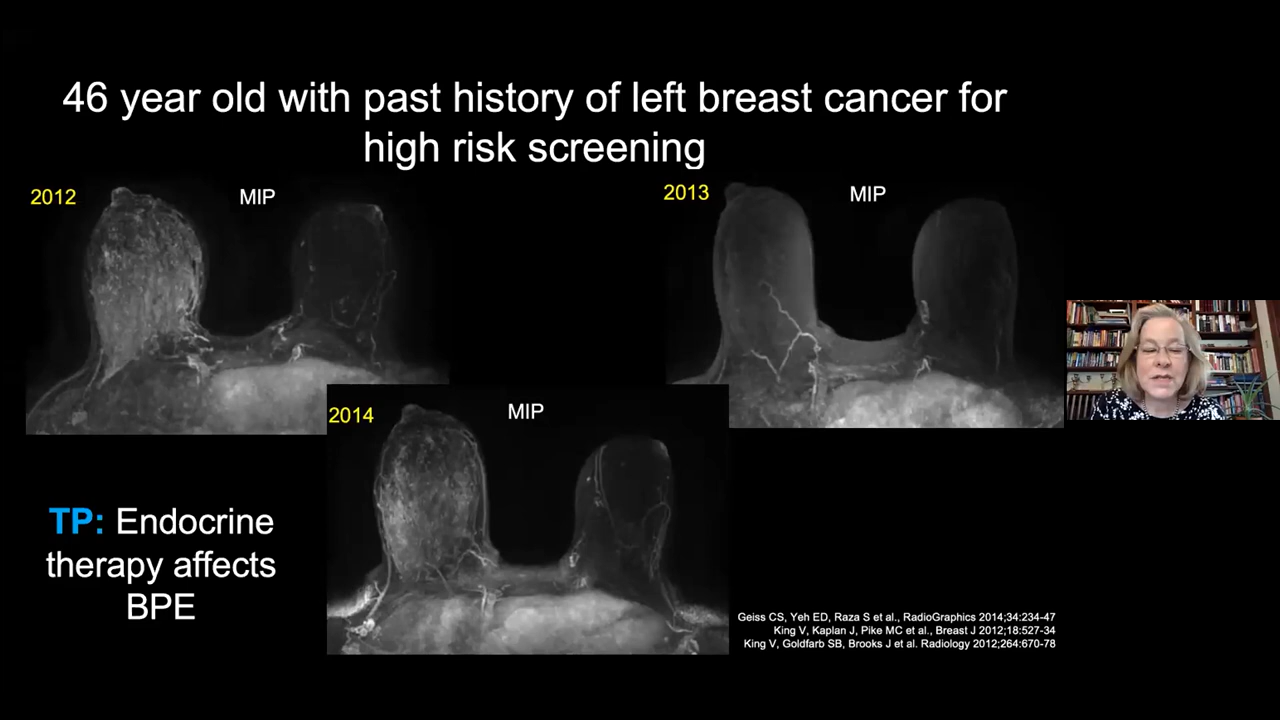 46 year old with past history of left breast cancer for
high risk screening
2012
MIP
2013
MIP
2014
MIP
TP: Endocrine
therapy affects
BPE
Geiss CS, Yeh ED, Raza S et al., RadioGraphics 2014;34:234-47
King V, Kaplan J, Pike MC et al., Breast J 2012;18:527-34
King V, Goldfarb SB, Brooks J et al. Radiology 2012;264:670-78